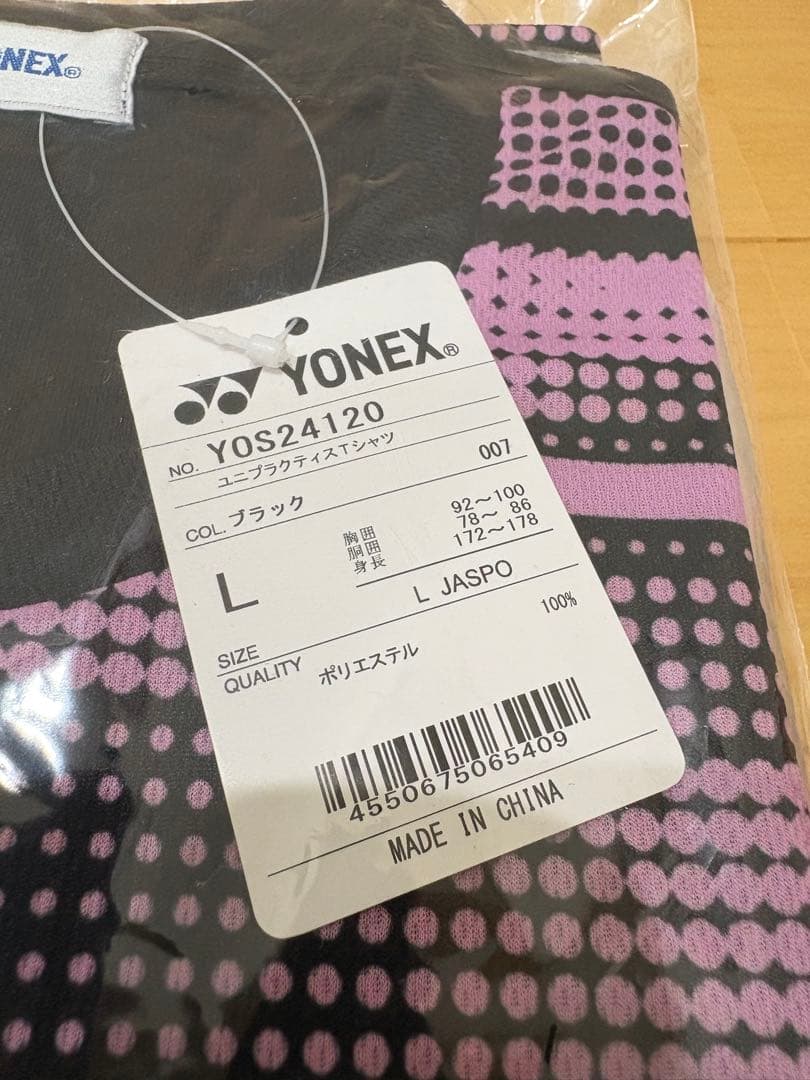 ONEX®
YONEX®
NO. YOS24120
ユニプラクティスTシャツ
COL. ブラック 007
L
胸囲 92～100
胴囲 78～ 86
身長 172～178
SIZE L JASPO
QUALITY ポリエステル 100%
4550675065409
MADE IN CHINA